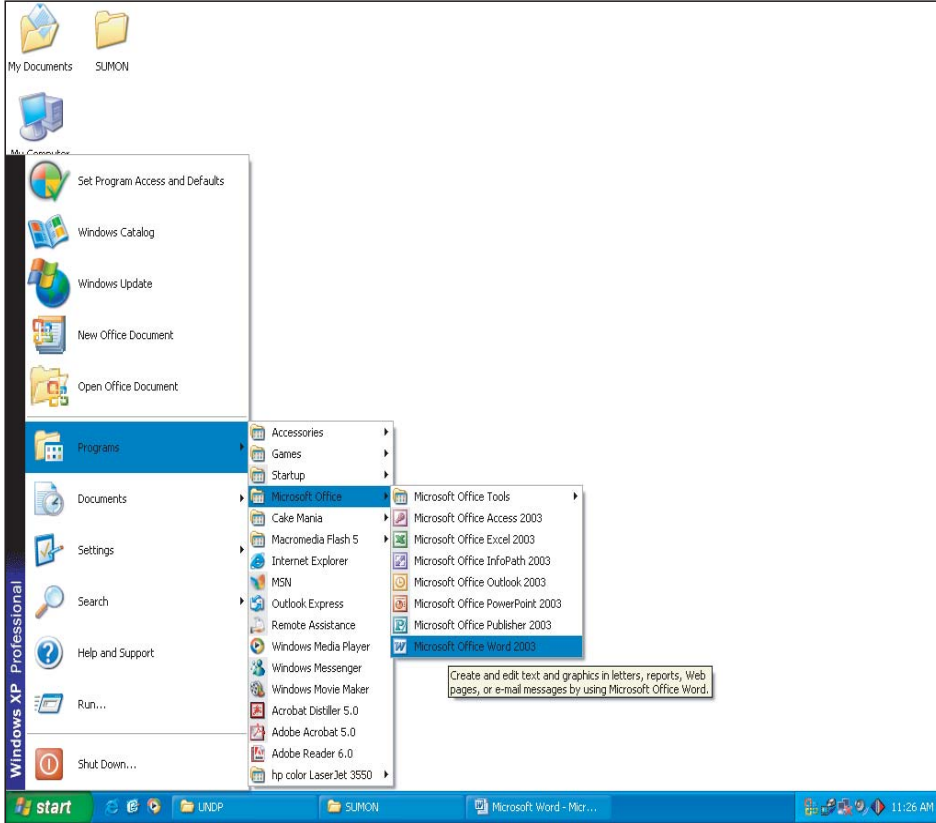 My Documents
SUMON
My Computer
Set Program Access and Defaults
Windows Catalog
Windows Update
New Office Document
Open Office Document
Programs
Documents
Settings
Search
Help and Support
Run...
Shut Down...
Windows XP Professional
Accessories
Games
Startup
Microsoft Office
Cake Mania
Macromedia Flash 5
Internet Explorer
MSN
Outlook Express
Remote Assistance
Windows Media Player
Windows Messenger
Windows Movie Maker
Acrobat Distiller 5.0
Adobe Acrobat 5.0
Adobe Reader 6.0
hp color LaserJet 3550
Microsoft Office Tools
Microsoft Office Access 2003
Microsoft Office Excel 2003
Microsoft Office InfoPath 2003
Microsoft Office Outlook 2003
Microsoft Office PowerPoint 2003
Microsoft Office Publisher 2003
Microsoft Office Word 2003
Create and edit text and graphics in letters, reports, Web
pages, or e-mail messages by using Microsoft Office Word.
start
UNDP
SUMON
Microsoft Word - Micr...
11:26 AM